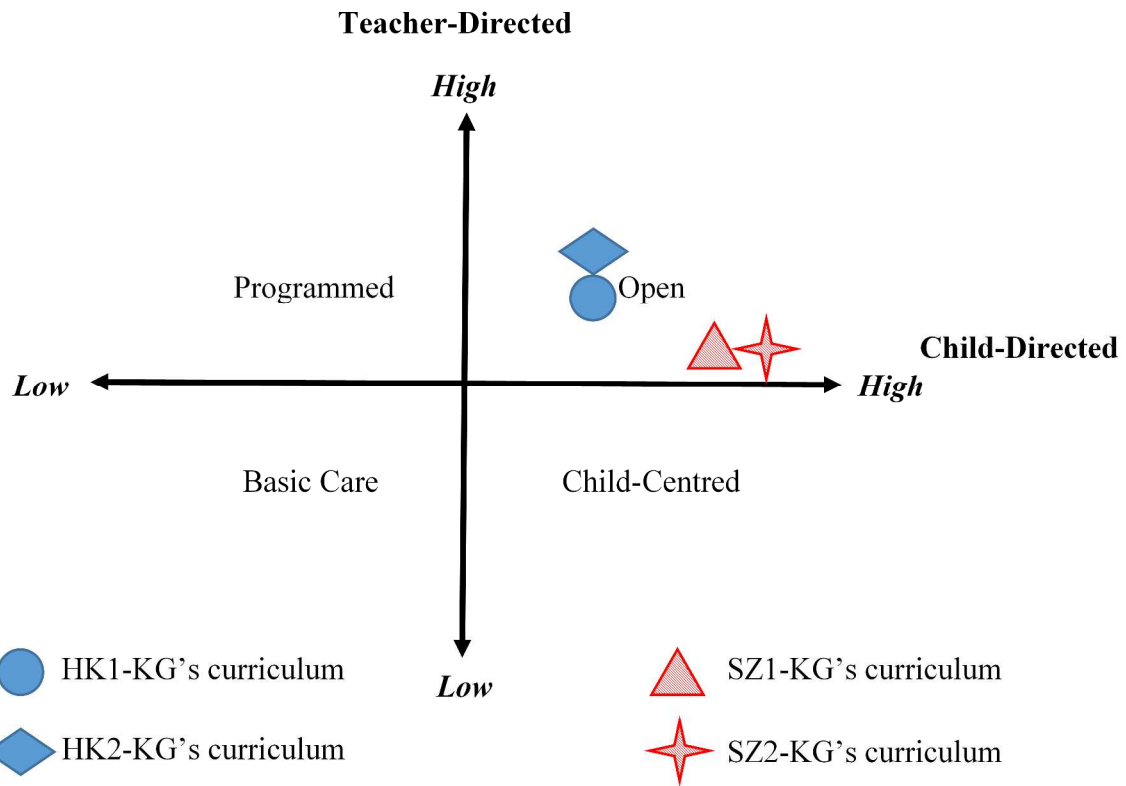 Teacher-Directed
High
Programmed
Open
Child-Directed
Low
High
Basic Care
Child-Centred
HK1-KG's curriculum
SZ1-KG's curriculum
Low
HK2-KG's curriculum
SZ2-KG's curriculum